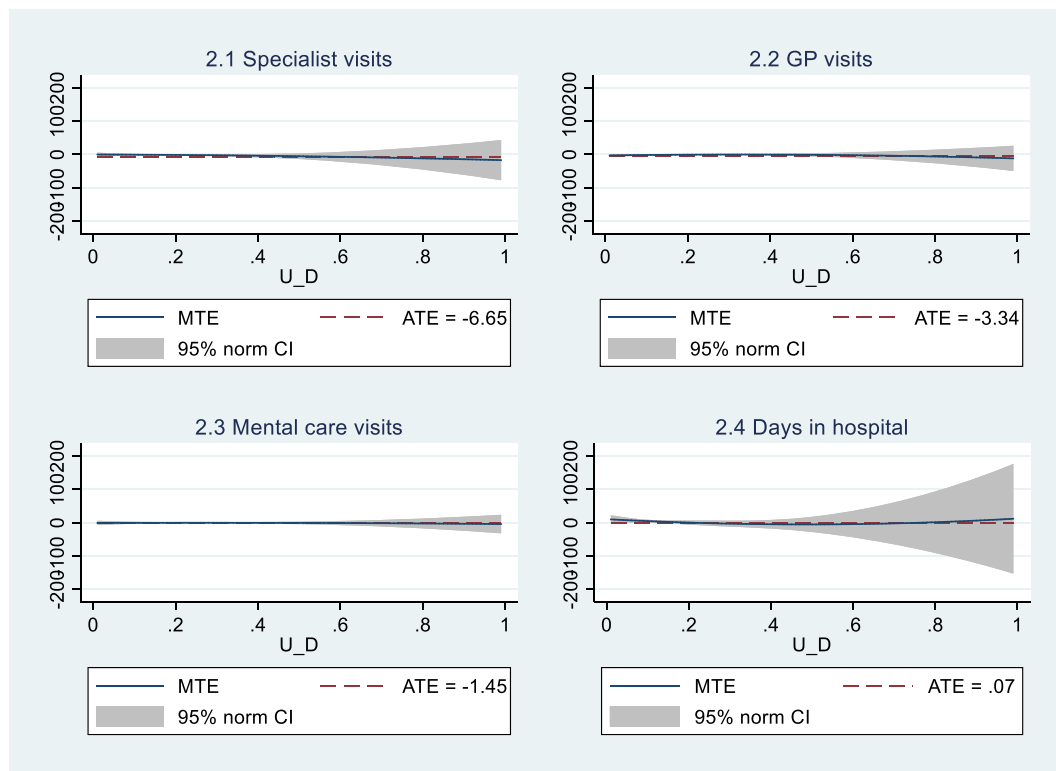 2.1 Specialist visits
200
100
0
-100
-200
0 .2 .4 .6 .8 1
U_D
MTE ATE = -6.65
95% norm CI
2.2 GP visits
200
100
0
-100
-200
0 .2 .4 .6 .8 1
U_D
MTE ATE = -3.34
95% norm CI
2.3 Mental care visits
200
100
0
-100
-200
0 .2 .4 .6 .8 1
U_D
MTE ATE = -1.45
95% norm CI
2.4 Days in hospital
200
100
0
-100
-200
0 .2 .4 .6 .8 1
U_D
MTE ATE = .07
95% norm CI